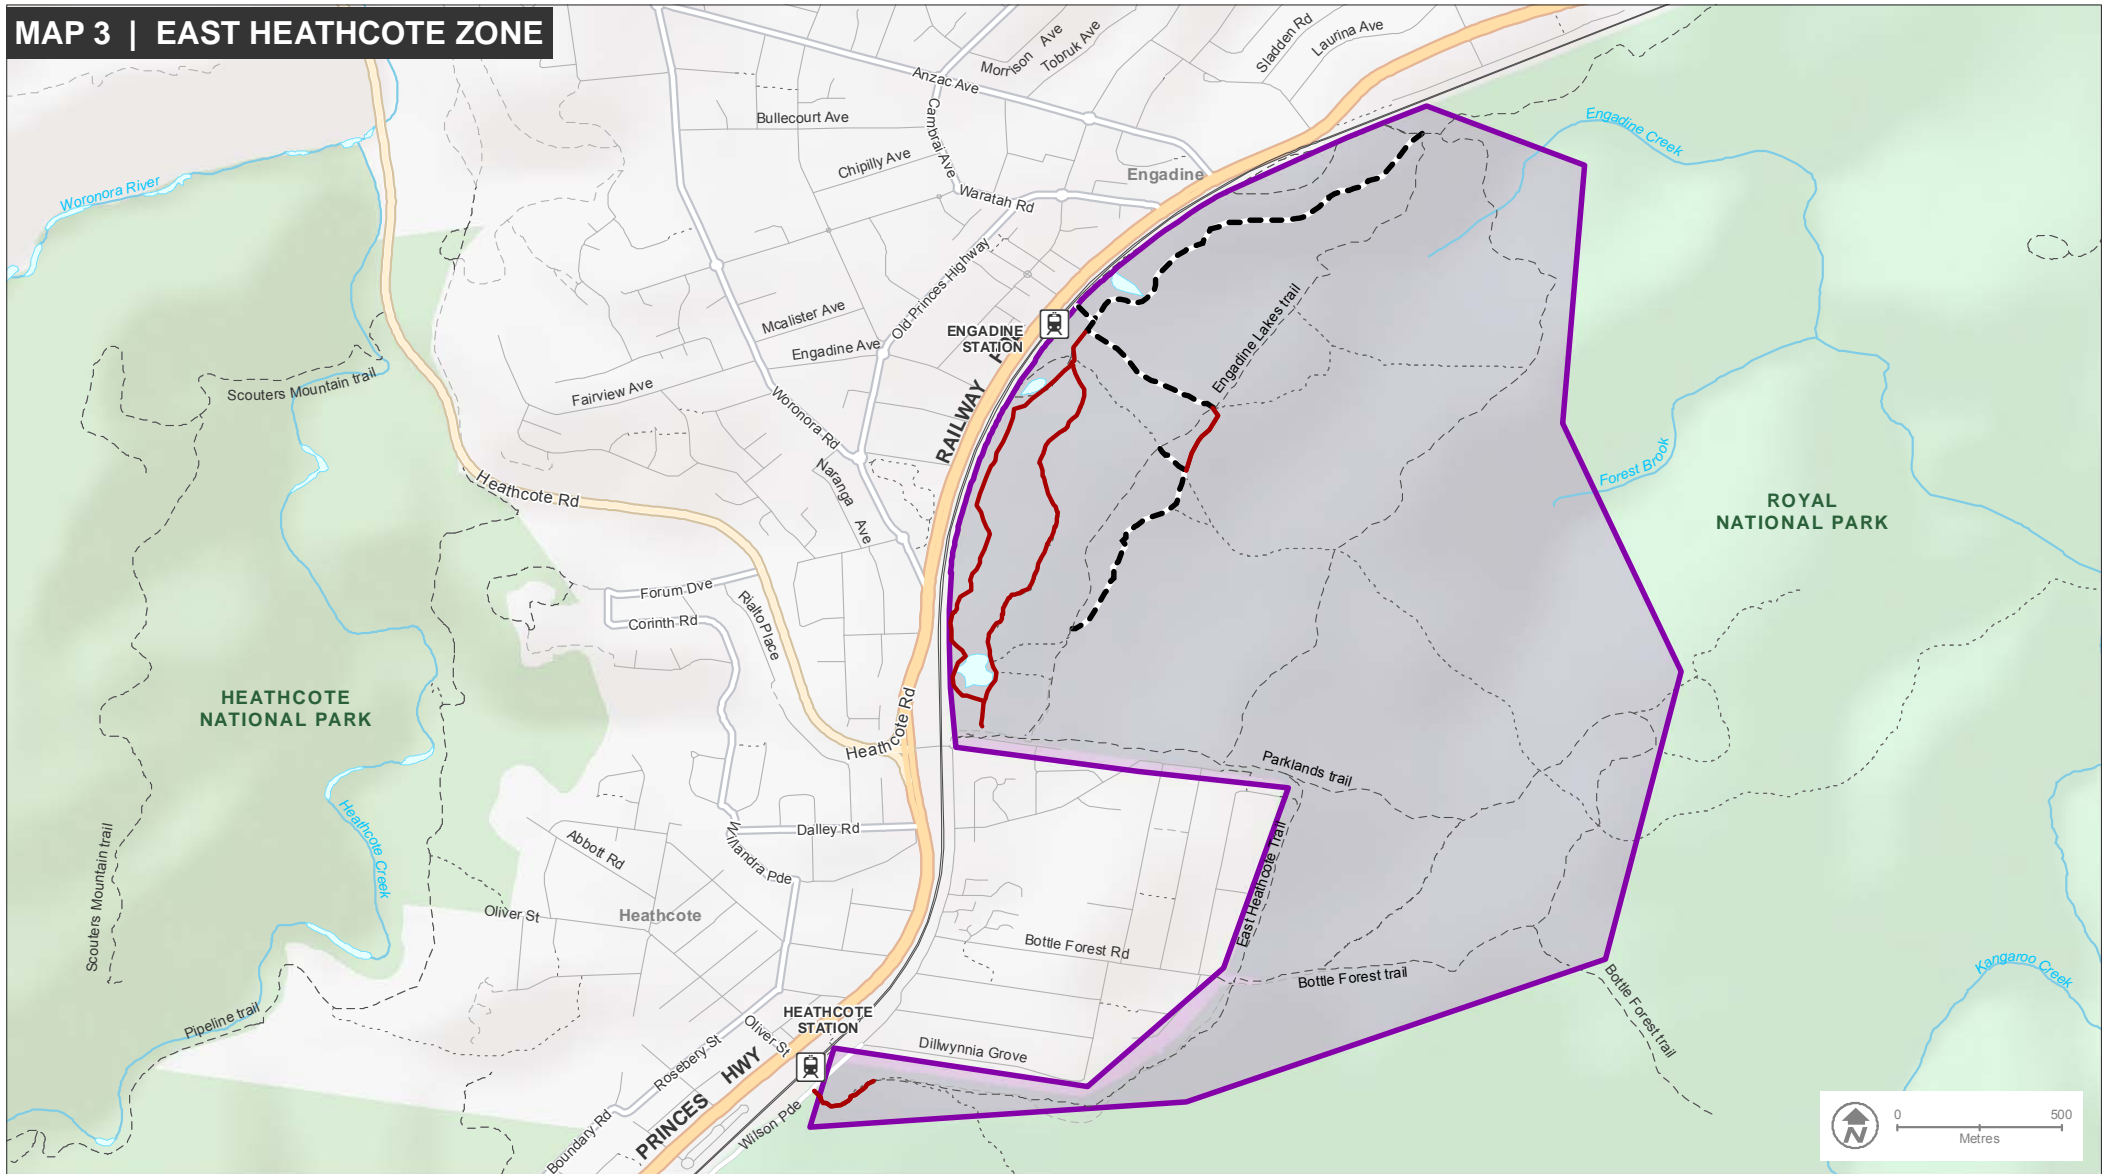 MAP 3 | EAST HEATHCOTE ZONE
Morrison Ave
Tobruk Ave
Sladden Rd
Laurina Ave
Anzac Ave
Cambrai Ave
Bullecourt Ave
Chipilly Ave
Waratah Rd
Engadine
Engadine Creek
Woronora River
Old Princes Highway
Mcalister Ave
Engadine Ave
ENGADINE
STATION
Fairview Ave
Scouters Mountain trail
Woronora Rd
RAILWAY
Engadine Lakes trail
Naranga Ave
Heathcote Rd
Forest Brook
ROYAL
NATIONAL PARK
Forum Dve
Corinth Rd
Rialto Place
HEATHCOTE
NATIONAL PARK
Heathcote Rd
Parklands trail
Heathcote Creek
Dalley Rd
Abbott Rd
Scouters Mountain trail
East Heathcote Trail
Oliver St
Heathcote
Bottle Forest Rd
Bottle Forest trail
Bottle Forest trail
Kangaroo Creek
Pipeline trail
HEATHCOTE
STATION
Oliver St
Rosebery St
Dillwynnia Grove
PRINCES HWY
Wilson Pde
Boundary Rd
N
0 500
Metres